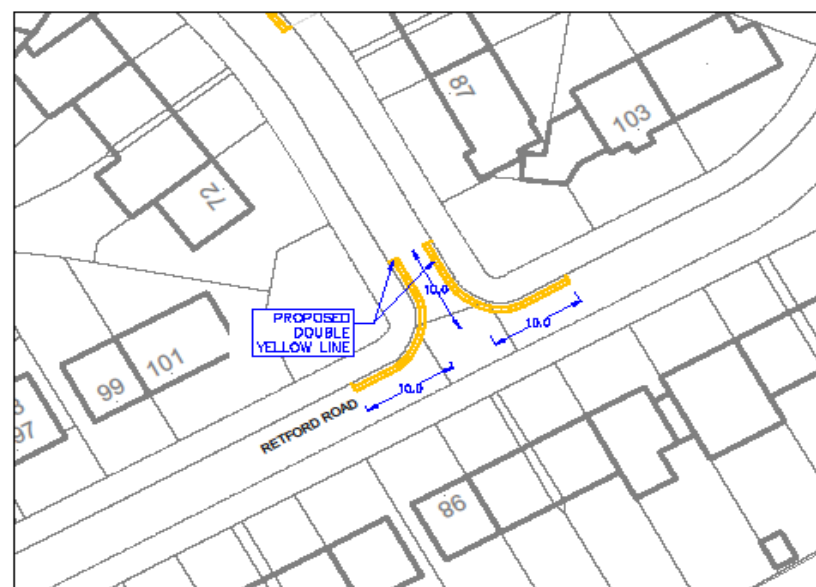 87
103
72
10.0
PROPOSED
DOUBLE
YELLOW LINE
10.0
101
99
10.0
97
RETFORD ROAD
86